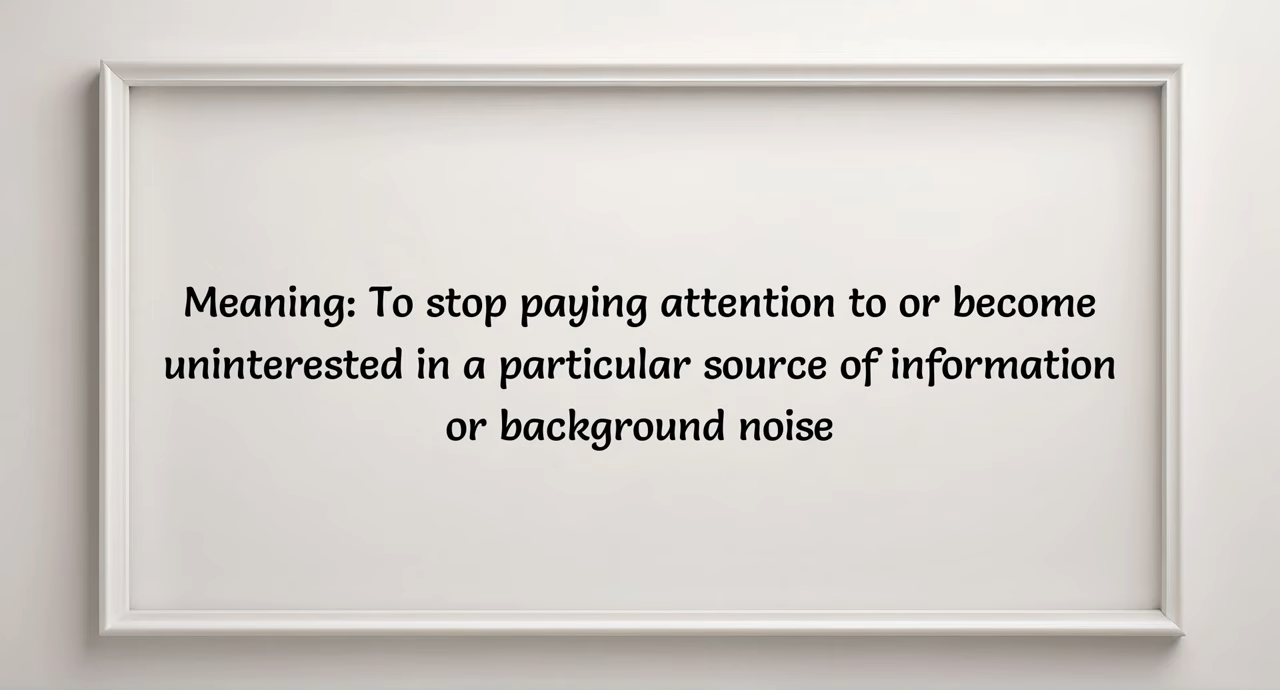 Meaning: To stop paying attention to or become
uninterested in a particular source of information
or background noise